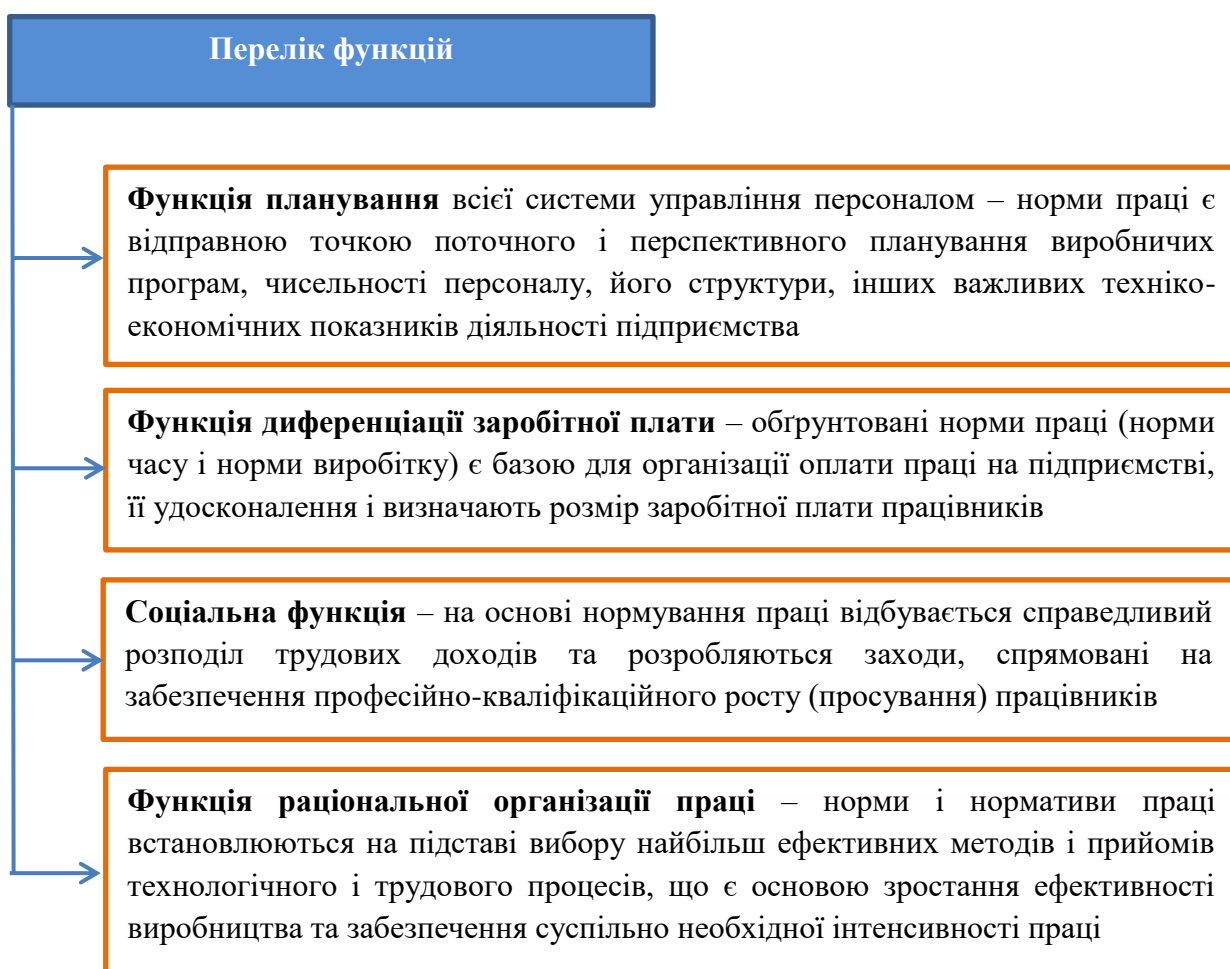 Перелік функцій
Функція планування всієї системи управління персоналом – норми праці є
відправною точкою поточного і перспективного планування виробничих
програм, чисельності персоналу, його структури, інших важливих техніко-
економічних показників діяльності підприємства
Функція диференціації заробітної плати – обґрунтовані норми праці (норми
часу і норми виробітку) є базою для організації оплати праці на підприємстві,
її удосконалення і визначають розмір заробітної плати працівників
Соціальна функція – на основі нормування праці відбувається справедливий
розподіл трудових доходів та розробляються заходи, спрямовані на
забезпечення професійно-кваліфікаційного росту (просування) працівників
Функція раціональної організації праці – норми і нормативи праці
встановлюються на підставі вибору найбільш ефективних методів і прийомів
технологічного і трудового процесів, що є основою зростання ефективності
виробництва та забезпечення суспільно необхідної інтенсивності праці